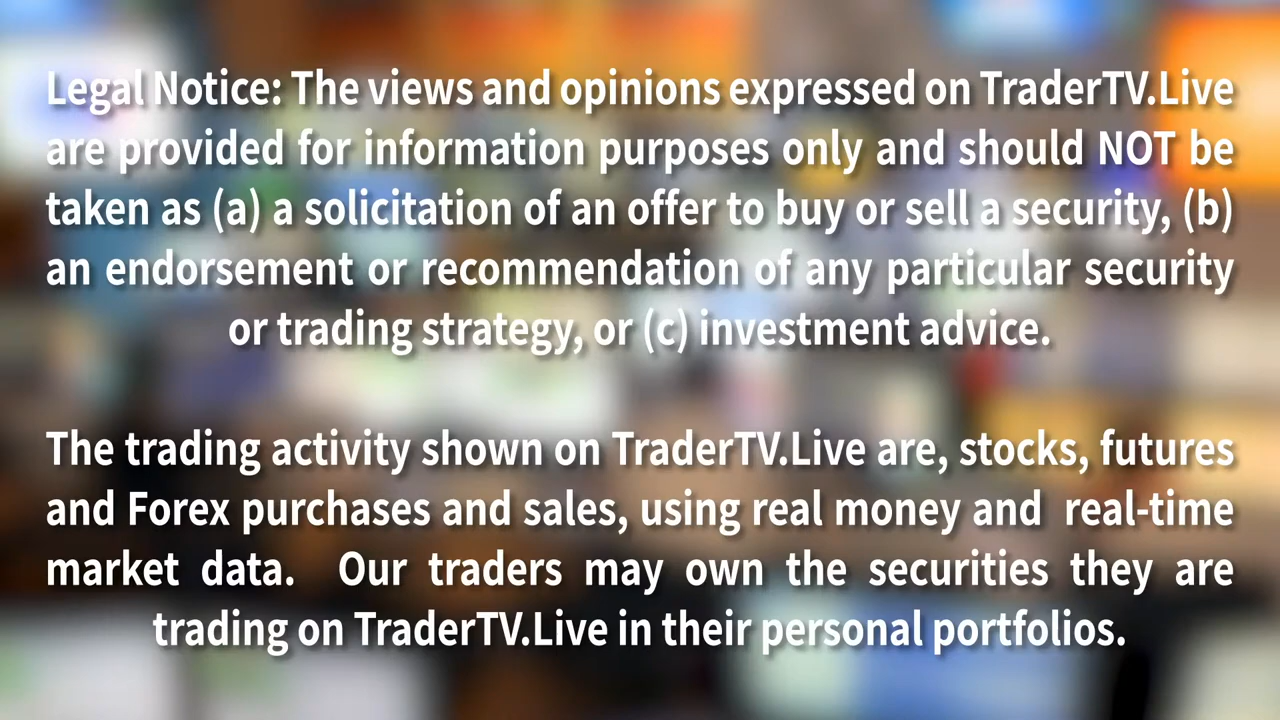 Legal Notice: The views and opinions expressed on TraderTV.Live
are provided for information purposes only and should NOT be
taken as (a) a solicitation of an offer to buy or sell a security, (b)
an endorsement or recommendation of any particular security
or trading strategy, or (c) investment advice.
The trading activity shown on TraderTV.Live are, stocks, futures
and Forex purchases and sales, using real money and  real-time
market data.  Our traders may own the securities they are
trading on TraderTV.Live in their personal portfolios.